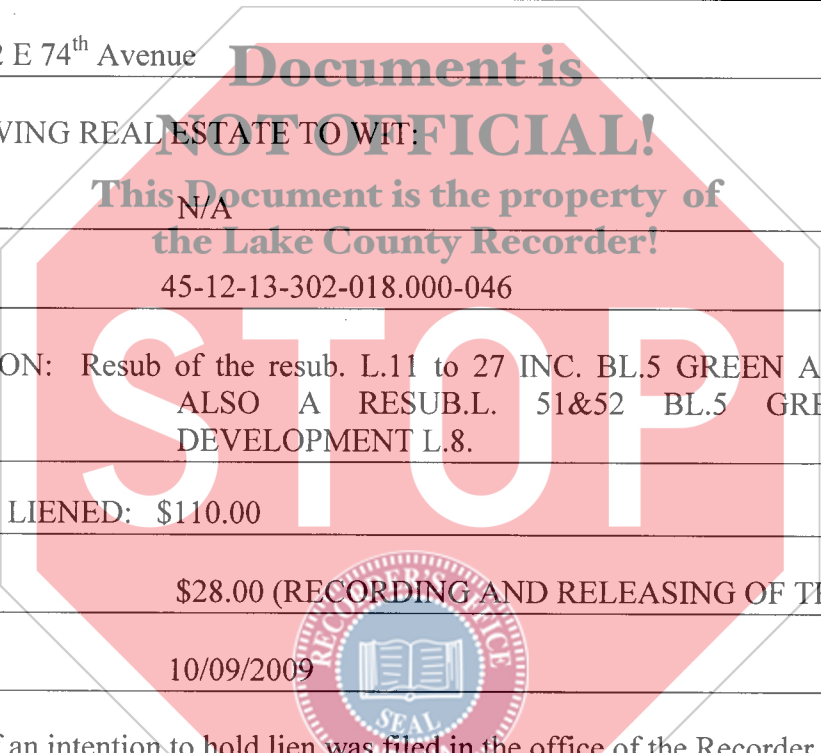 2 E 74th Avenue
Document is
WING REAL ESTATE TO WIT:
NOT OFFICIAL!
This Document is the property of
N/A
the Lake County Recorder!
45-12-13-302-018.000-046
ON: Resub of the resub. L.11 to 27 INC. BL.5 GREEN A
ALSO A RESUB.L. 51&52 BL.5 GRE
DEVELOPMENT L.8.
STOP
LIENED: $110.00
$28.00 (RECORDING AND RELEASING OF TH
10/09/2009
RECORDER'S OFFICE
SEAL
f an intention to hold lien was filed in the office of the Recorder